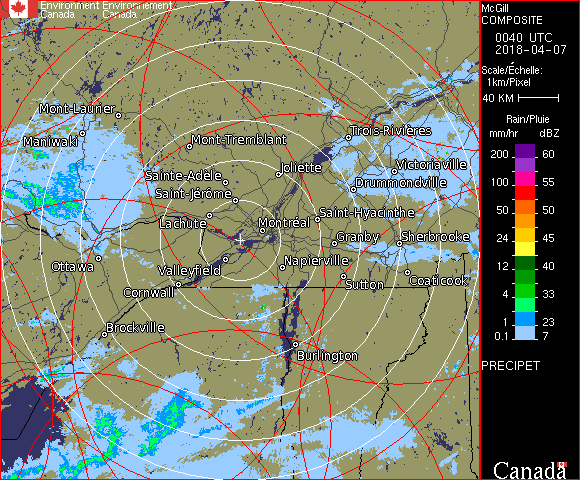 Environment Environment
Canada Canada
McGill
COMPOSITE
0040 UTC
2018-04-07
Scale/Échelle:
1km/Pixel
40 KM
Rain/Pluie
mm/hr dBZ
200 60
100 55
50 50
24 45
12 40
4 33
1 23
0.1 7
PRECIPET
Canada
Mont-Laurier
Maniwaki
Mont-Tremblant
Trois-Rivières
Sainte-Adèle
Joliette
Victoriaville
Saint-Jérôme
Drummondville
Lachute
Montréal
Saint-Hyacinthe
Granby
Sherbrooke
Ottawa
Valleyfield
Napierville
Cornwall
Sutton
Coaticook
Brockville
Burlington